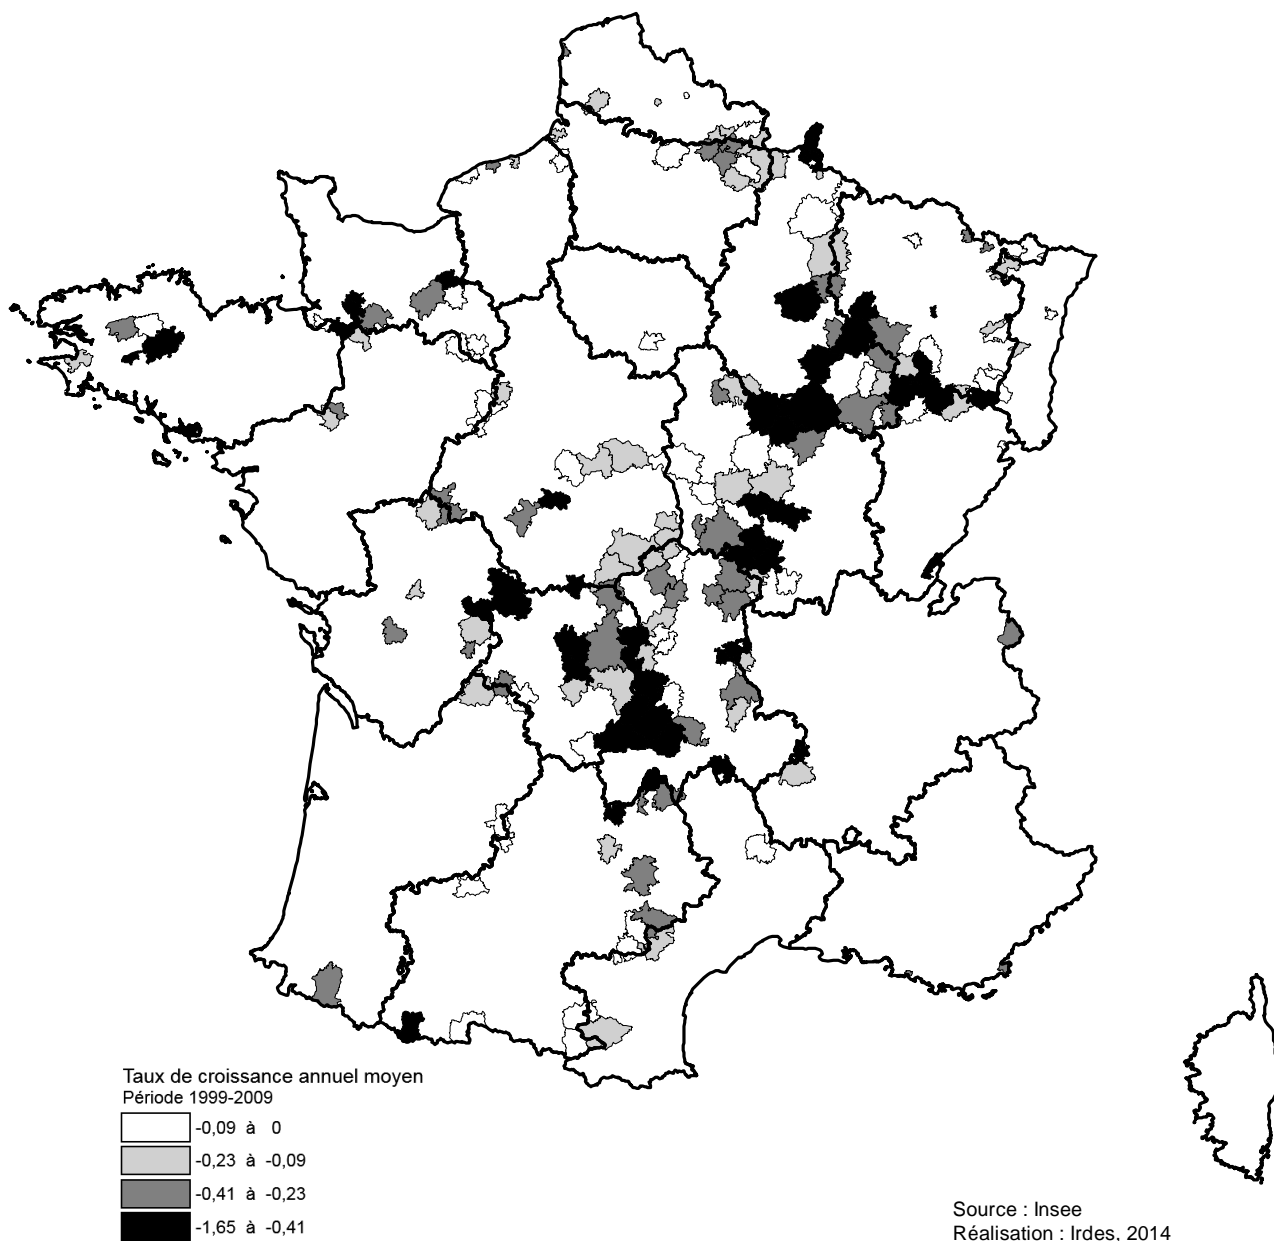 Taux de croissance annuel moyen
Période 1999-2009
-0,09 à 0
-0,23 à -0,09
-0,41 à -0,23
-1,65 à -0,41
Source : Insee
Réalisation : Irdes, 2014